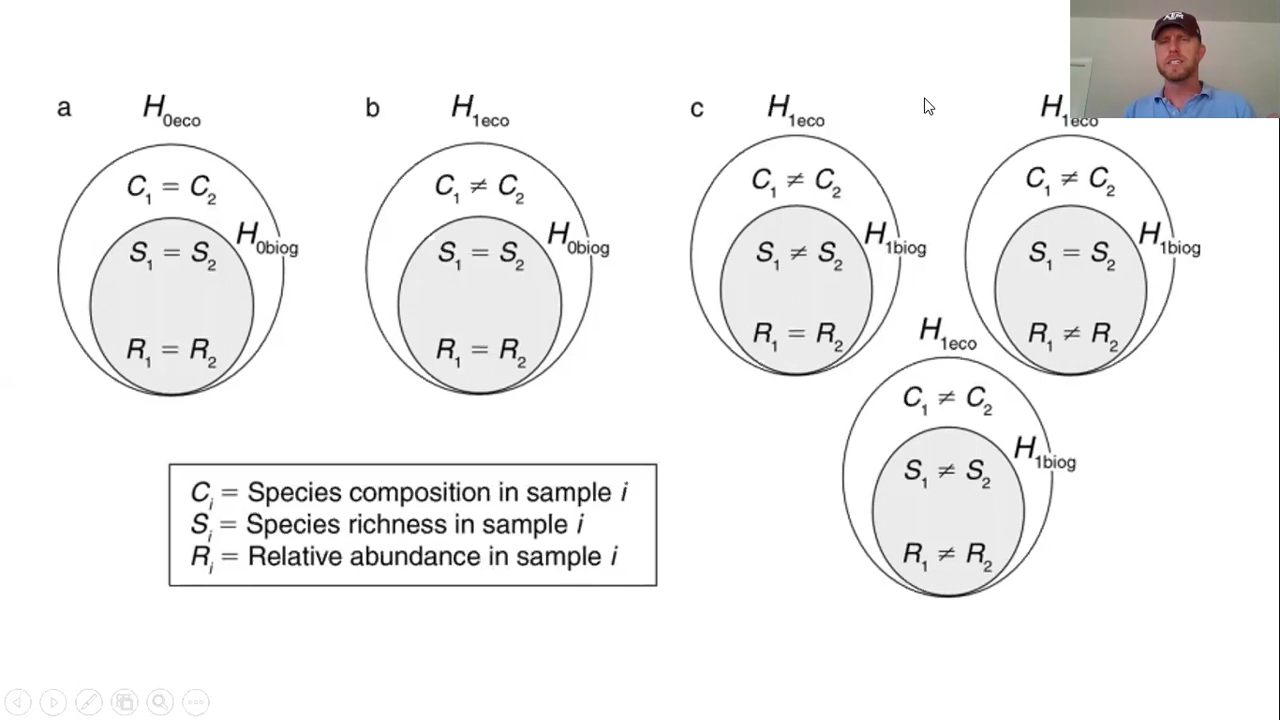 a
H0eco
C1 = C2
H0biog
S1 = S2
R1 = R2
b
H1eco
C1 ≠ C2
H0biog
S1 = S2
R1 = R2
c
H1eco
C1 ≠ C2
H1biog
S1 ≠ S2
R1 = R2
H1eco
C1 ≠ C2
H1biog
S1 = S2
R1 ≠ R2
H1eco
C1 ≠ C2
H1biog
S1 ≠ S2
R1 ≠ R2
Ci = Species composition in sample i
Si = Species richness in sample i
Ri = Relative abundance in sample i